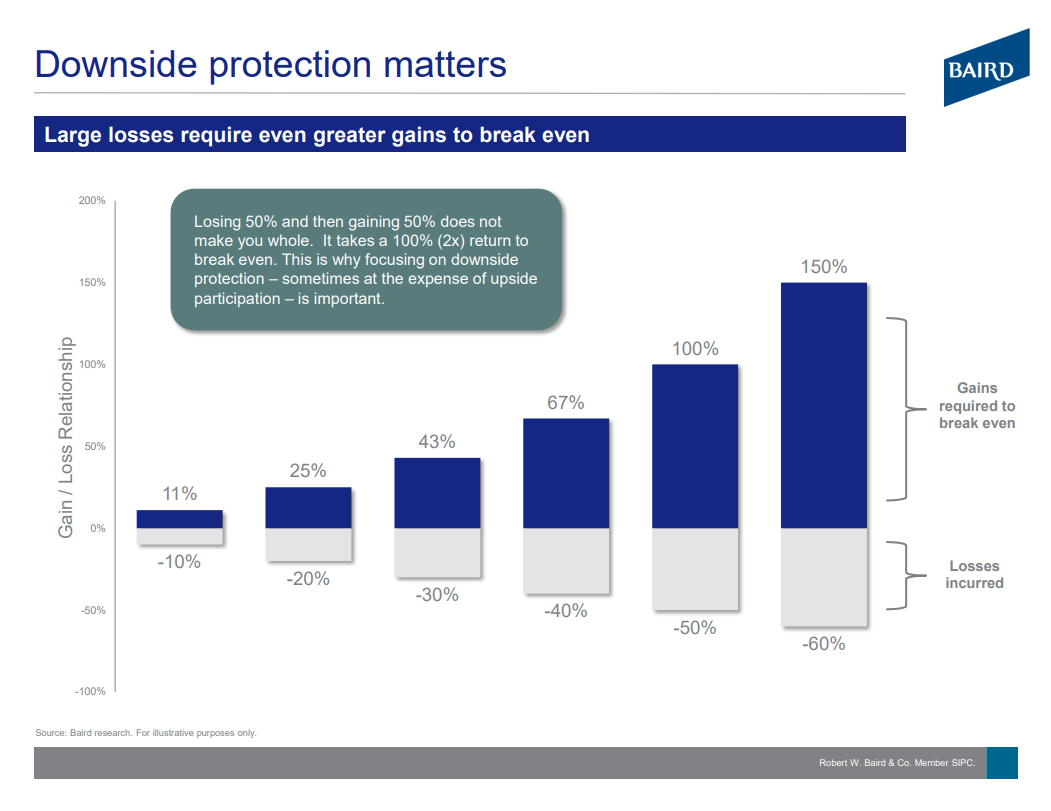 Downside protection matters
BAIRD
Large losses require even greater gains to break even
Losing 50% and then gaining 50% does not
make you whole.  It takes a 100% (2x) return to
break even. This is why focusing on downside
protection – sometimes at the expense of upside
participation – is important.
Gain / Loss Relationship
200%
150%
100%
50%
0%
-50%
-100%
11%
25%
43%
67%
100%
150%
-10%
-20%
-30%
-40%
-50%
-60%
Gains
required to
break even
Losses
incurred
Source: Baird research. For illustrative purposes only.
Robert W. Baird & Co. Member SIPC.